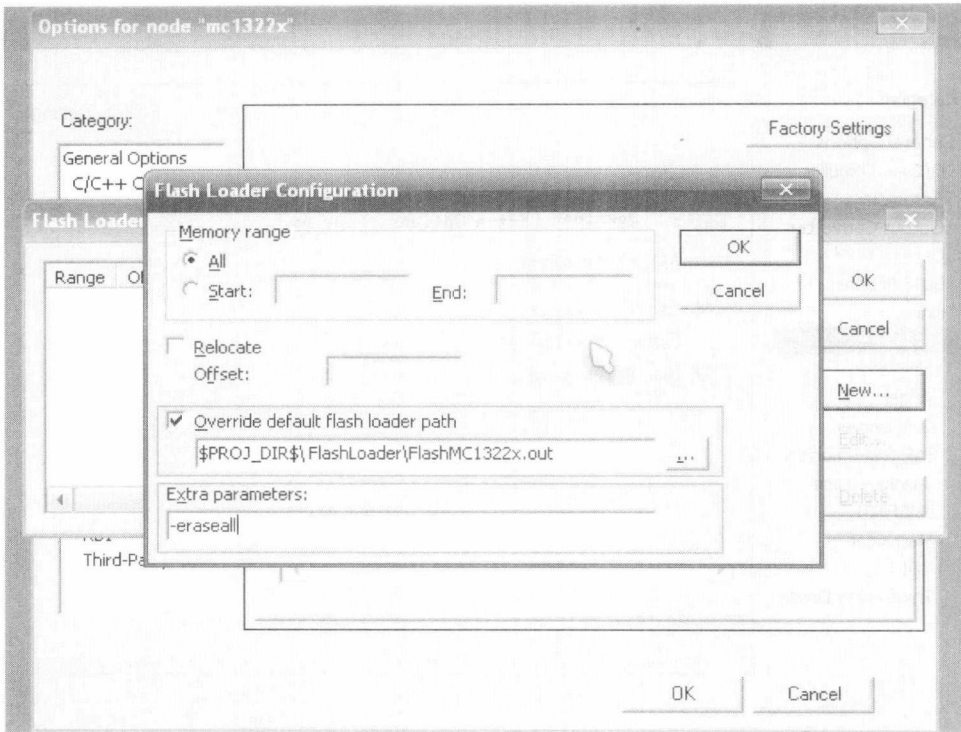 Options for node "mc1322x"
Category:
Factory Settings
General Options
C/C++ C
Flash Loader
Range
OK
Cancel
New...
Edit...
Delete
Flash Loader Configuration
Memory range
All
Start:
End:
OK
Cancel
Relocate
Offset:
Override default flash loader path
$PROJ_DIR$\FlashLoader\FlashMC1322x.out
...
Extra parameters:
-eraseall
Third-Pa
OK
Cancel